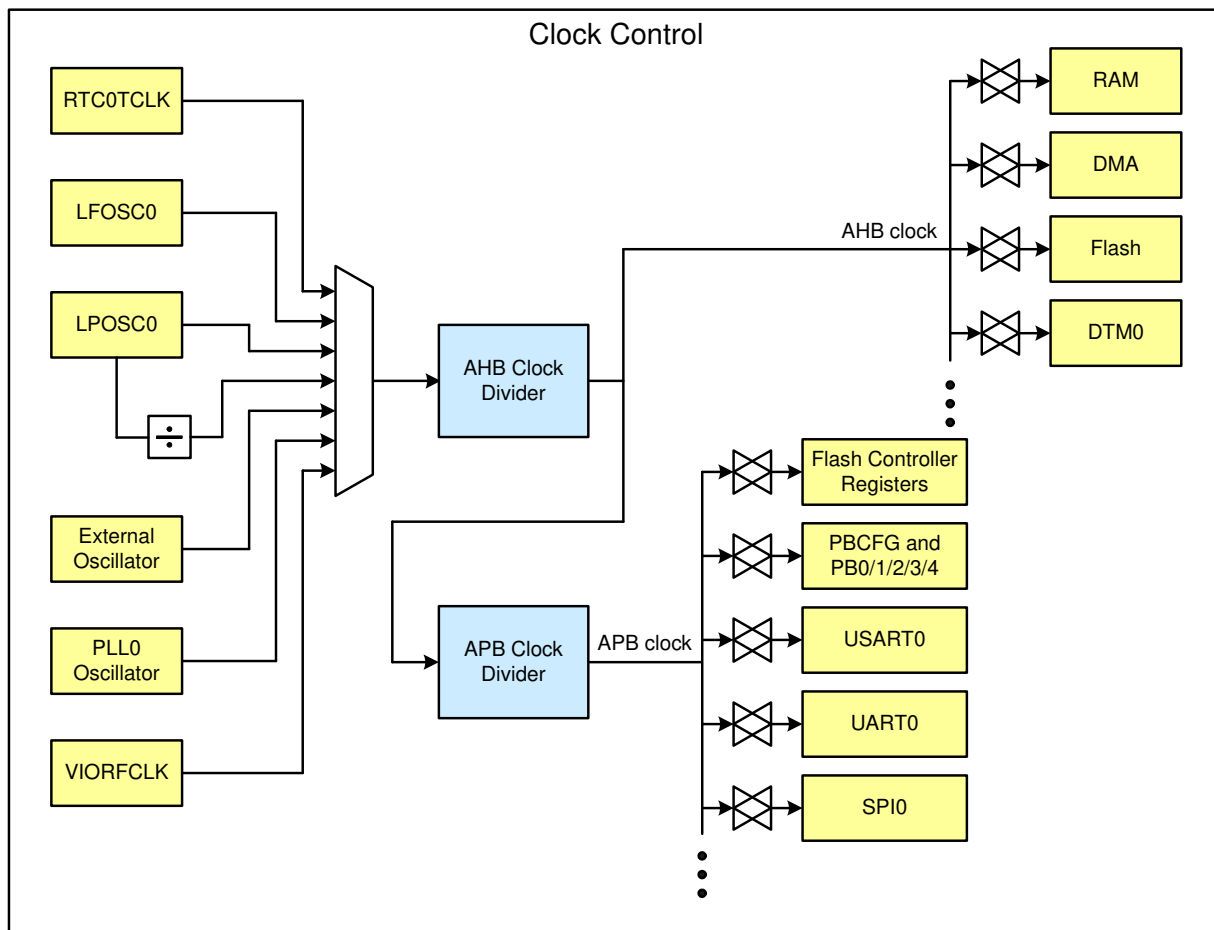 Clock Control
RTC0TCLK
LFOSC0
LPOSC0
÷
External
Oscillator
PLL0
Oscillator
VIORFCLK
AHB Clock
Divider
APB Clock
Divider
AHB clock
RAM
DMA
Flash
DTM0
APB clock
Flash Controller
Registers
PBCFG and
PB0/1/2/3/4
USART0
UART0
SPI0